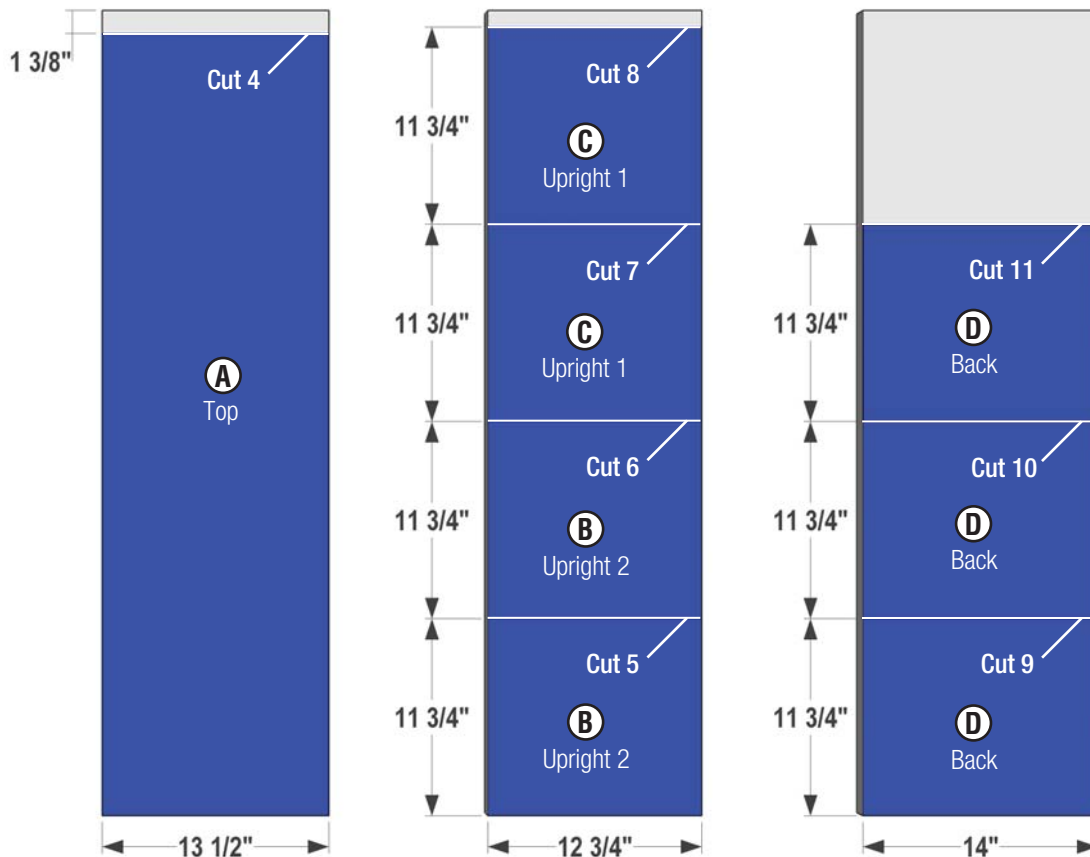 1 3/8"
Cut 4
A
Top
13 1/2"
11 3/4"
Cut 8
C
Upright 1
11 3/4"
Cut 7
C
Upright 1
11 3/4"
Cut 6
B
Upright 2
11 3/4"
Cut 5
B
Upright 2
12 3/4"
11 3/4"
Cut 11
D
Back
11 3/4"
Cut 10
D
Back
11 3/4"
Cut 9
D
Back
14"